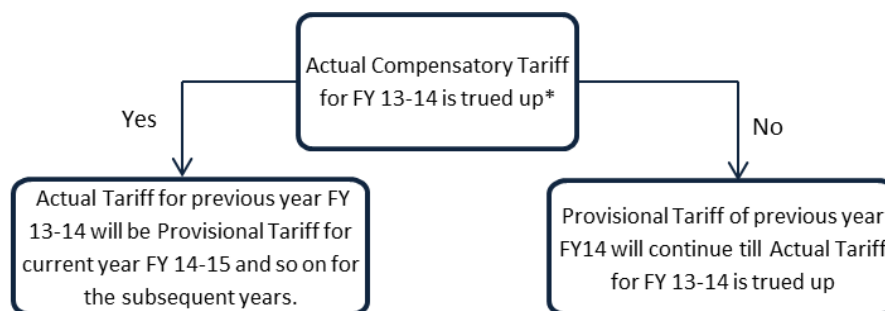 Actual Compensatory Tariff
for FY 13-14 is trued up*
Yes
No
Actual Tariff for previous year FY
13-14 will be Provisional Tariff for
current year FY 14-15 and so on for
the subsequent years.
Provisional Tariff of previous year
FY14 will continue till Actual Tariff
for FY 13-14 is trued up